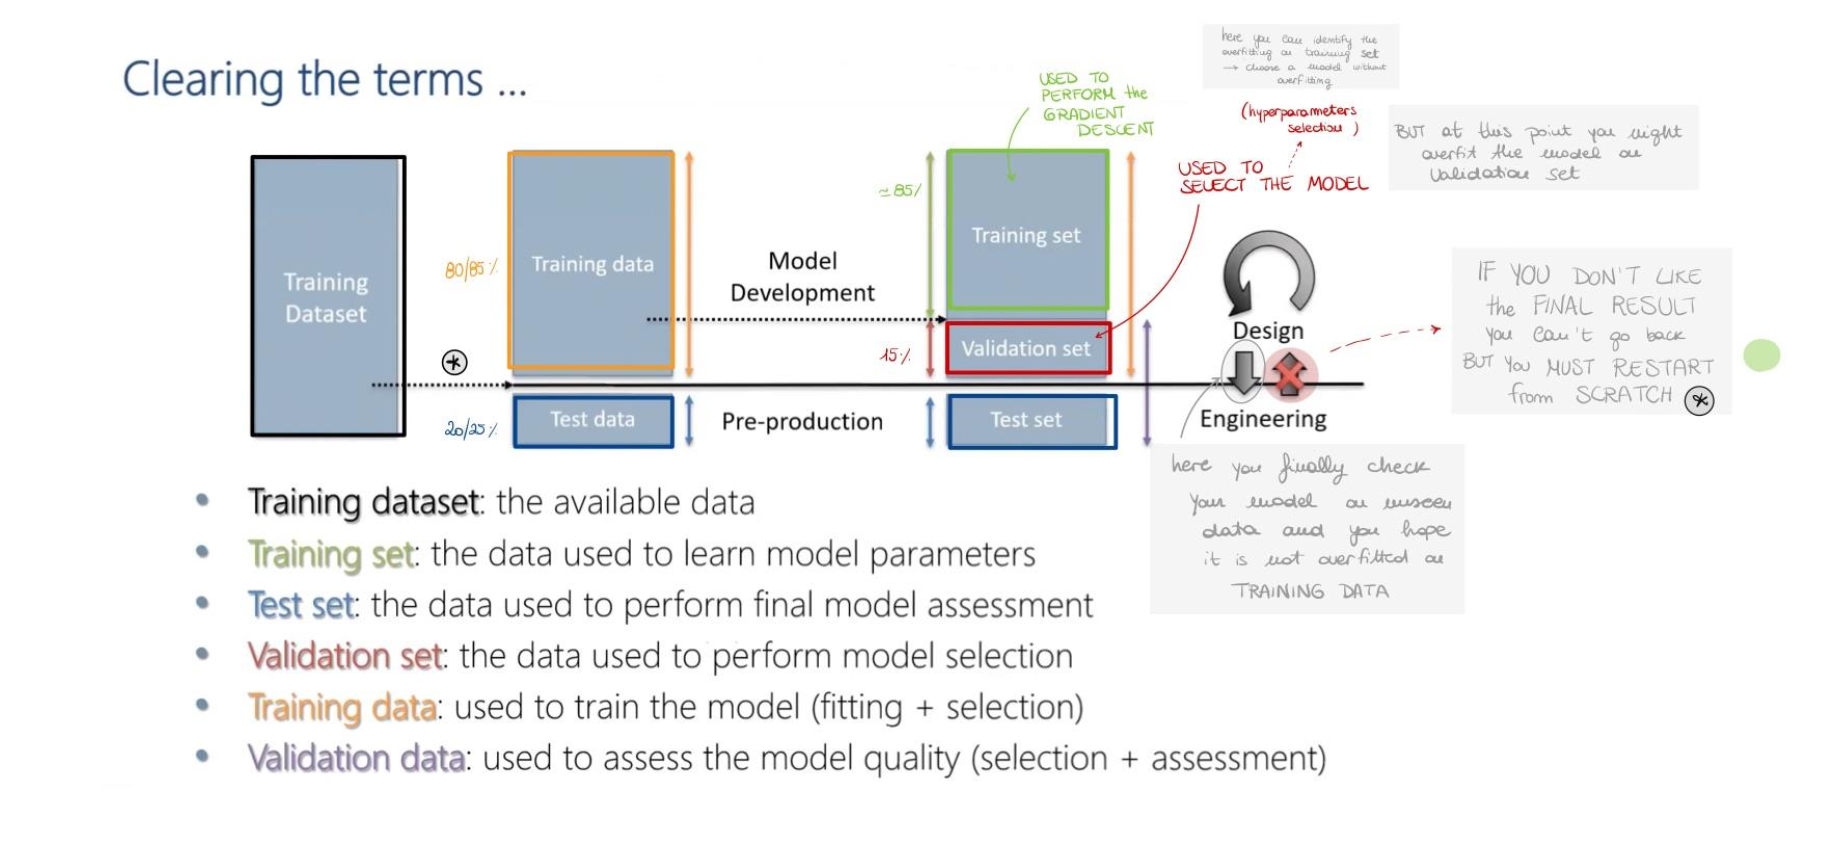 Clearing the terms ...
here you can identify the
overfitting on training set
→ choose a model without
overfitting
USED TO
PERFORM the
GRADIENT
DESCENT
(hyperparameters
selection)
BUT at this point you might
overfit the model on
Validation set
USED TO
SELECT THE MODEL
≃85%
Training set
Training data
80/85%
Model
Development
Training
Dataset
IF YOU DON'T LIKE
the FINAL RESULT
you can't go back
BUT YOU MUST RESTART
from SCRATCH *
Design
15%
Validation set
*
Test data
20/25%
Pre-production
Test set
Engineering
here you finally check
your model on unseen
data and you hope
it is not overfitted on
TRAINING DATA
• Training dataset: the available data
• Training set: the data used to learn model parameters
• Test set: the data used to perform final model assessment
• Validation set: the data used to perform model selection
• Training data: used to train the model (fitting + selection)
• Validation data: used to assess the model quality (selection + assessment)